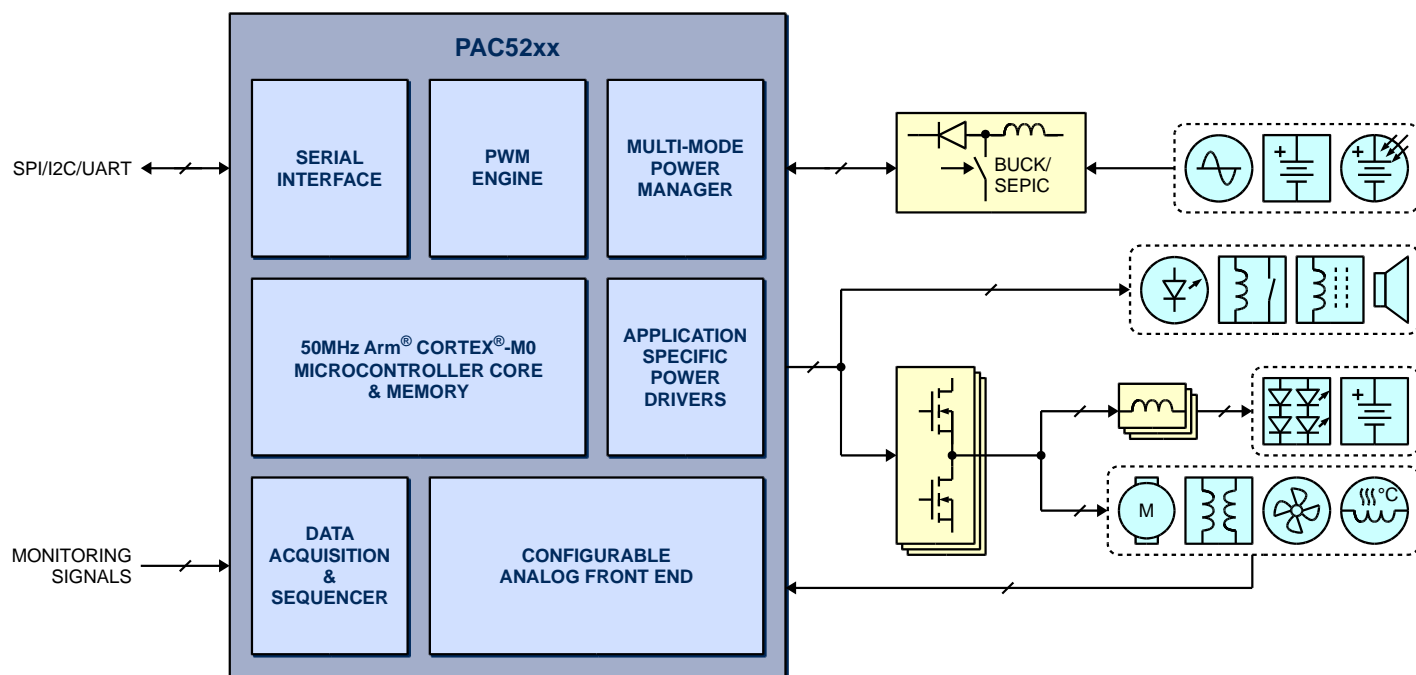 PAC52xx
SERIAL
INTERFACE
PWM
ENGINE
MULTI-MODE
POWER
MANAGER
SPI/I2C/UART
BUCK/
SEPIC
+
+
50MHz Arm® CORTEX®-M0
MICROCONTROLLER CORE
& MEMORY
APPLICATION
SPECIFIC
POWER
DRIVERS
+
M
°C
MONITORING
SIGNALS
DATA
ACQUISITION
&
SEQUENCER
CONFIGURABLE
ANALOG FRONT END